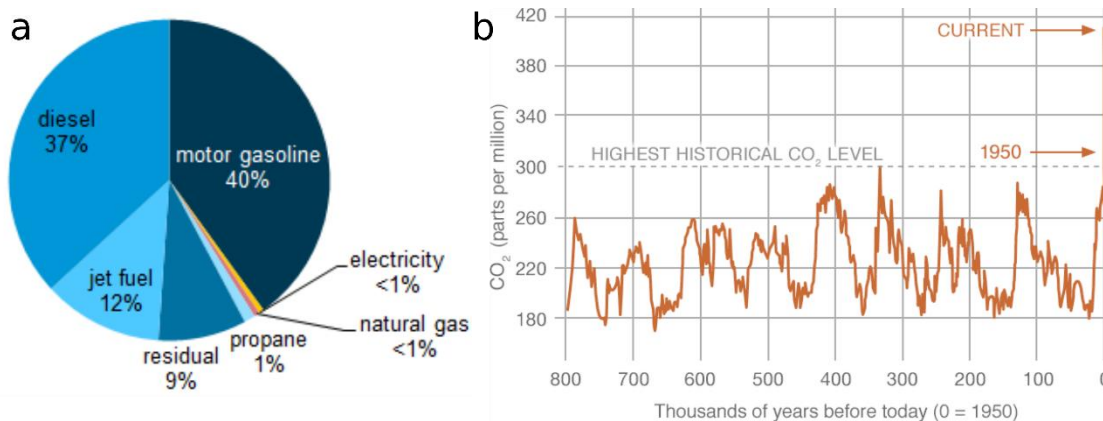 a
diesel
37%
motor gasoline
40%
jet fuel
12%
residual
9%
propane
1%
electricity
<1%
natural gas
<1%
b
CO₂ (parts per million)
420
380
340
300
260
220
180
CURRENT
1950
HIGHEST HISTORICAL CO₂ LEVEL
800 700 600 500 400 300 200 100 0
Thousands of years before today (0 = 1950)